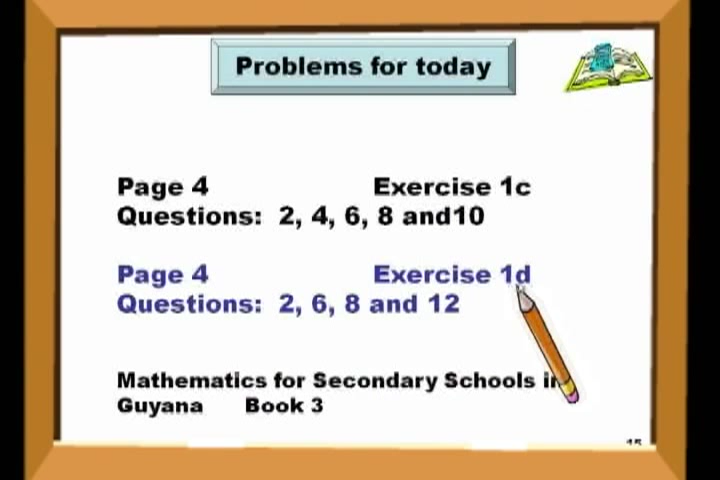 Problems for today
Page 4 Exercise 1c
Questions: 2, 4, 6, 8 and10
Page 4 Exercise 1d
Questions: 2, 6, 8 and 12
Mathematics for Secondary Schools in
Guyana Book 3